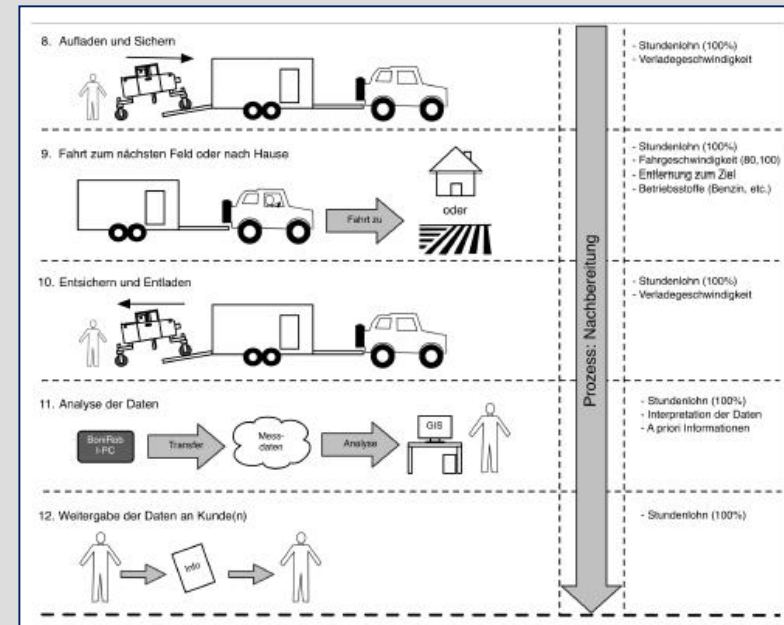 8. Aufladen und Sichern
- Stundenlohn (100%)
- Verladegeschwindigkeit
9. Fahrt zum nächsten Feld oder nach Hause
Fahrt zu
oder
- Stundenlohn (100%)
- Fahrgeschwindigkeit (80,100)
- Entfernung zum Ziel
- Betriebsstoffe (Benzin, etc.)
10. Entsichern und Entladen
- Stundenlohn (100%)
- Verladegeschwindigkeit
Prozess: Nachbereitung
11. Analyse der Daten
BoniRob
I-PC
Transfer
Mess-
daten
Analyse
GIS
- Stundenlohn (100%)
- Interpretation der Daten
- A priori Informationen
12. Weitergabe der Daten an Kunde(n)
Info
- Stundenlohn (100%)